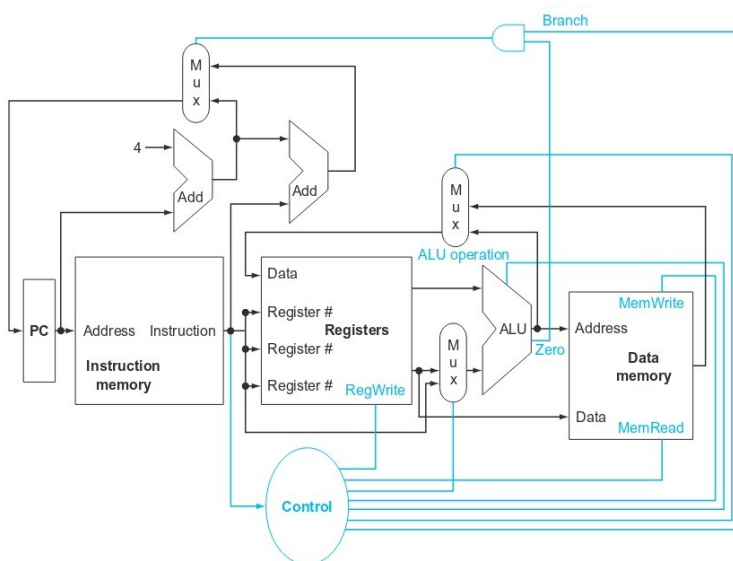 Branch
M
u
x
4
Add
Add
M
u
x
ALU operation
Data
Register #
Registers
Register #
Register #
RegWrite
PC
Address
Instruction
Instruction
memory
M
u
x
ALU
Zero
MemWrite
Address
Data
memory
Data
MemRead
Control